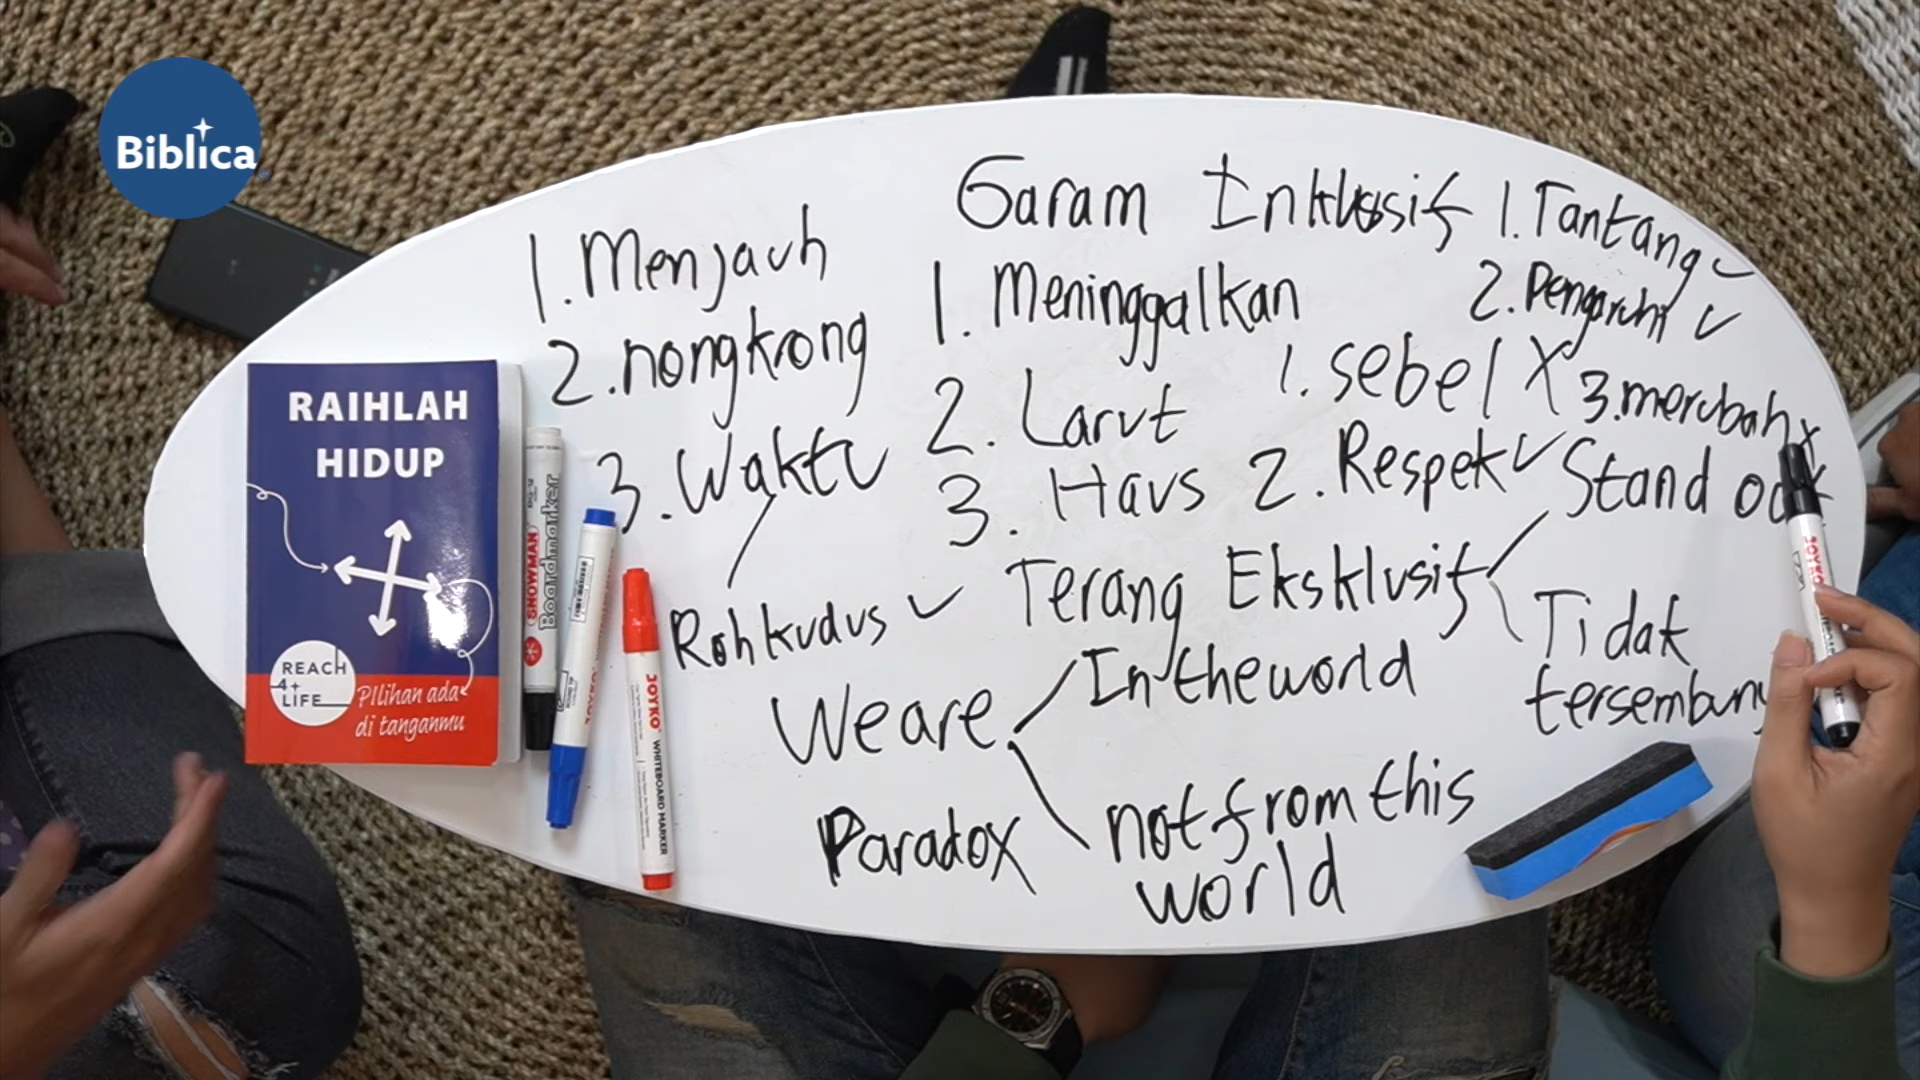 Biblica
1. Menjauh
2. nongkrong
3. Waktu
Rohkudus ✓
Garam Inklusif
1. Meninggalkan
2. Larut
3. Haus
1. Tantang ✓
2. Pengaruhi ✓
3. merubah x
1. sebel X
2. Respek ✓
Terang Eksklusif
Stand out
Tidak
We are
In the world
not from this
world
Paradox
RAIHLAH
HIDUP
REACH
4+
LIFE
PIlihan ada
di tanganmu
SNOWMAN
Boardmarker
JOYKO
WHITEBOARD MARKER
JOYKO